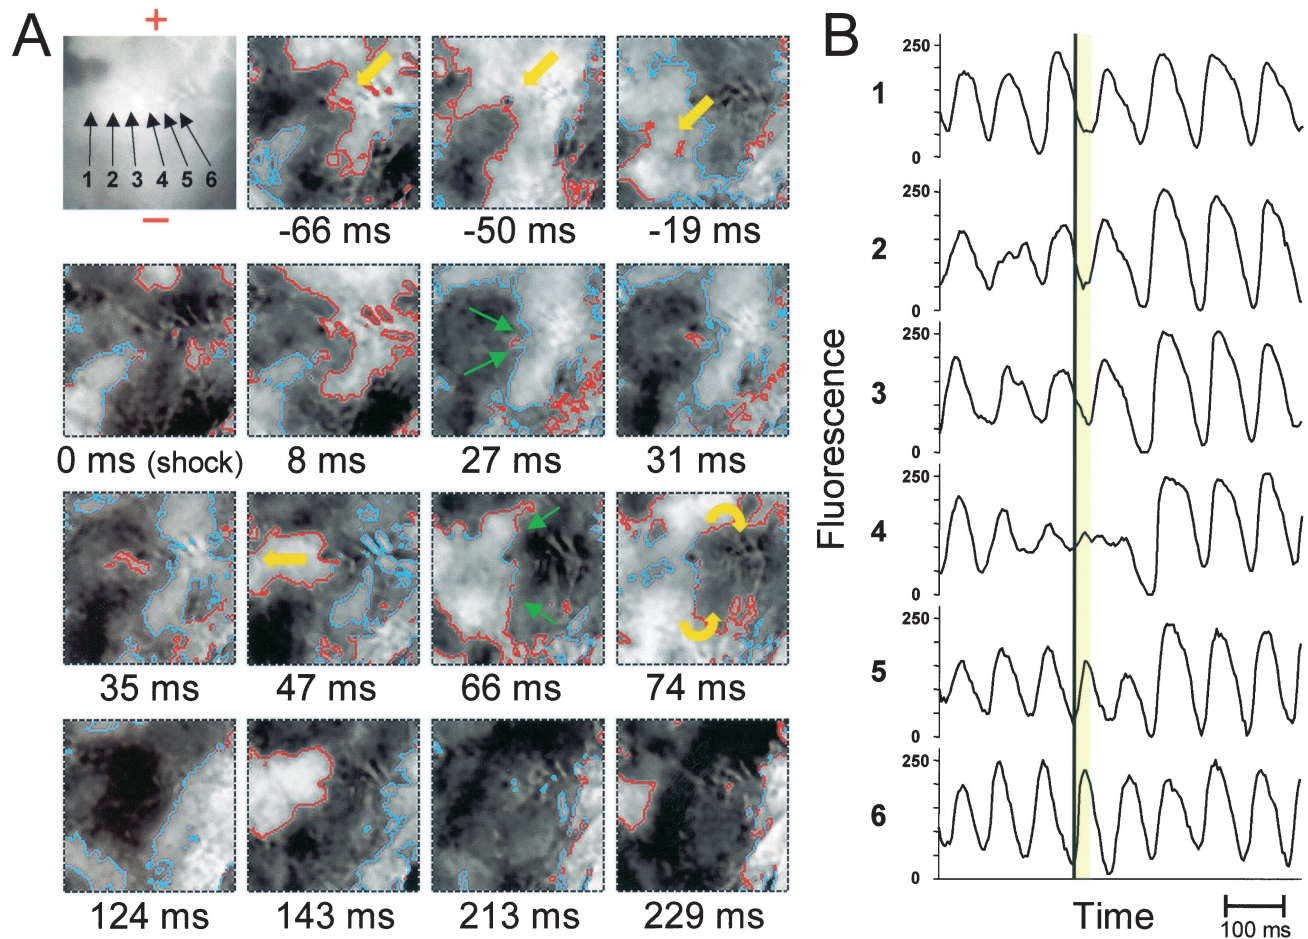 A
+
1 2 3 4 5 6
−
-66 ms
-50 ms
-19 ms
0 ms (shock)
8 ms
27 ms
31 ms
35 ms
47 ms
66 ms
74 ms
124 ms
143 ms
213 ms
229 ms
B
Fluorescence
1
250
0
2
250
0
3
250
0
4
250
0
5
250
0
6
250
0
Time
100 ms